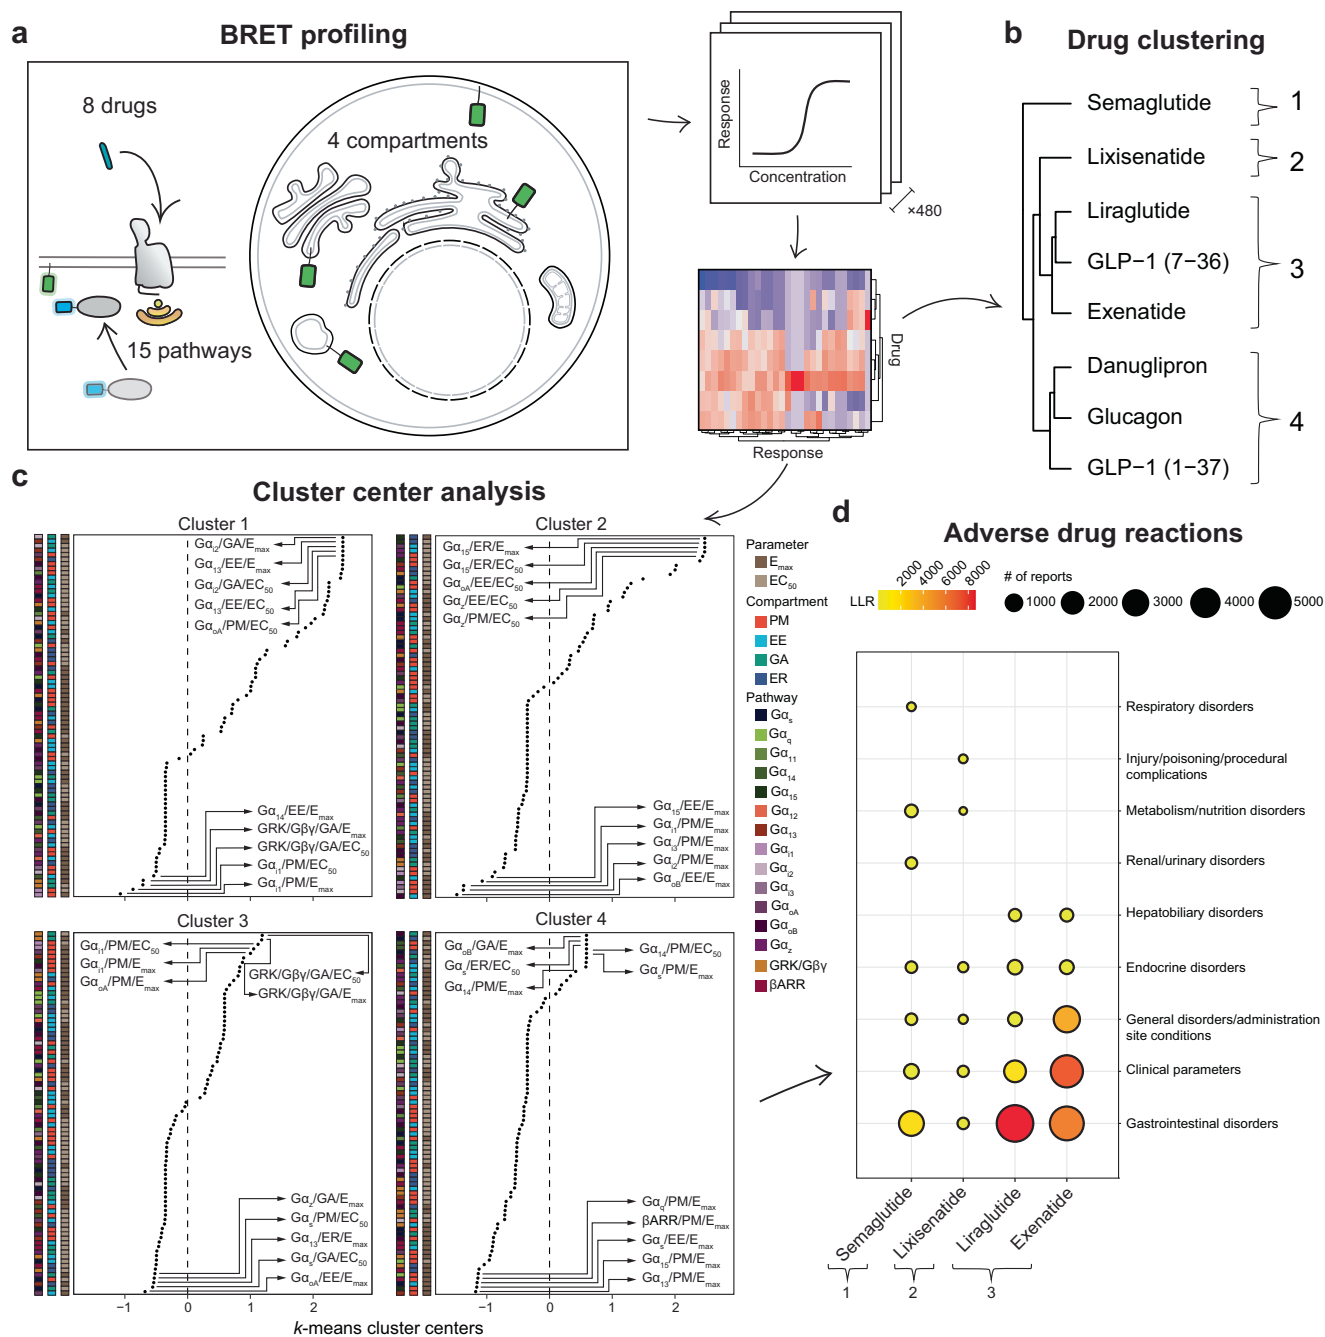 a
BRET profiling
8 drugs
4 compartments
15 pathways
Response
Concentration
×480
Drug
Response
b
Drug clustering
Semaglutide
1
Lixisenatide
2
Liraglutide
GLP−1 (7−36)
3
Exenatide
Danuglipron
Glucagon
4
GLP−1 (1−37)
c
Cluster center analysis
Cluster 1
Gαi2/GA/Emax
Gα13/EE/Emax
Gαi2/GA/EC50
Gα13/EE/EC50
GαoA/PM/EC50
Gα14/EE/Emax
GRK/Gβγ/GA/Emax
GRK/Gβγ/GA/EC50
Gαi1/PM/EC50
Gαi1/PM/Emax
−1 0 1 2
Cluster 2
Gα15/ER/Emax
Gα15/ER/EC50
GαoA/EE/EC50
Gαz/EE/EC50
Gαz/PM/EC50
Gα15/EE/Emax
Gαi1/PM/Emax
Gαi3/PM/Emax
Gαi2/PM/Emax
GαoB/EE/Emax
−1 0 1 2
Cluster 3
Gαi1/PM/EC50
Gαi1/PM/Emax
GαoA/PM/Emax
GRK/Gβγ/GA/EC50
GRK/Gβγ/GA/Emax
Gαz/GA/Emax
Gαs/PM/EC50
Gα13/ER/Emax
Gαs/GA/EC50
GαoA/EE/Emax
−1 0 1 2
Cluster 4
GαoB/GA/Emax
Gαs/ER/EC50
Gα14/PM/Emax
Gα14/PM/EC50
Gαs/PM/Emax
Gαq/PM/Emax
βARR/PM/Emax
Gαs/EE/Emax
Gα15/PM/Emax
Gα13/PM/Emax
−1 0 1 2
k-means cluster centers
Parameter
Emax
EC50
Compartment
PM
EE
GA
ER
Pathway
Gαs
Gαq
Gα11
Gα14
Gα15
Gα12
Gα13
Gαi1
Gαi2
Gαi3
GαoA
GαoB
Gαz
GRK/Gβγ
βARR
d
Adverse drug reactions
LLR
2000 4000 6000 8000
# of reports
1000 2000 3000 4000 5000
Respiratory disorders
Injury/poisoning/procedural
complications
Metabolism/nutrition disorders
Renal/urinary disorders
Hepatobiliary disorders
Endocrine disorders
General disorders/administration
site conditions
Clinical parameters
Gastrointestinal disorders
Semaglutide
Lixisenatide
Liraglutide
Exenatide
1 2 3